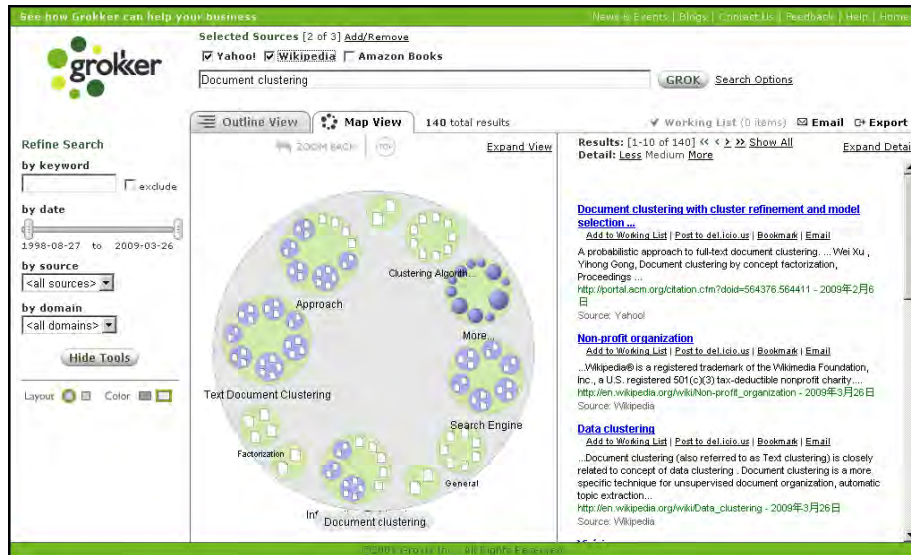 See how Grokker can help your business
News & Events | Blogs | Contact Us | Feedback | Help | Home
grokker
Selected Sources [2 of 3] Add/Remove
Yahoo! Wikipedia Amazon Books
Document clustering
GROK Search Options
Outline View Map View 140 total results
Working List (0 items) Email Export
Refine Search
by keyword
exclude
by date
1998-08-27 to 2009-03-26
by source
<all sources>
by domain
<all domains>
Hide Tools
Layout Color
ZOOM BACK TOP Expand View
Clustering Algorith...
Approach
More...
Text Document Clustering
Search Engine
Factorization
General
Document clustering
Results: [1-10 of 140] << < > >> Show All
Detail: Less Medium More
Expand Detai
Document clustering with cluster refinement and model
selection ...
Add to Working List | Post to del.icio.us | Bookmark | Email
A probabilistic approach to full-text document clustering. ... Wei Xu ,
Yihong Gong, Document clustering by concept factorization,
Proceedings ...
http://portal.acm.org/citation.cfm?doid=564376.564411 - 2009年2月6
日
Source: Yahoo!
Non-profit organization
Add to Working List | Post to del.icio.us | Bookmark | Email
...Wikipedia® is a registered trademark of the Wikimedia Foundation,
Inc., a U.S. registered 501(c)(3) tax-deductible nonprofit charity....
http://en.wikipedia.org/wiki/Non-profit_organization - 2009年3月26日
Source: Wikipedia
Data clustering
Add to Working List | Post to del.icio.us | Bookmark | Email
...Document clustering (also referred to as Text clustering) is closely
related to concept of data clustering . Document clustering is a more
specific technique for unsupervised document organization, automatic
topic extraction...
http://en.wikipedia.org/wiki/Data_clustering - 2009年3月26日
Source: Wikipedia
Grokker Inc. All Rights Reserved